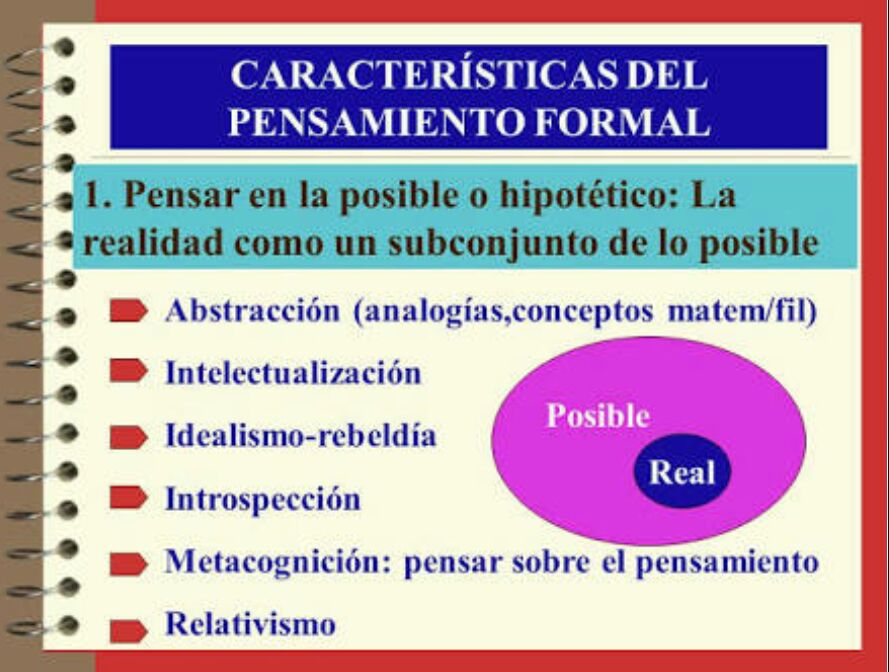 CARACTERÍSTICAS DEL
PENSAMIENTO FORMAL
1. Pensar en la posible o hipotético: La
realidad como un subconjunto de lo posible
Abstracción (analogías,conceptos matem/fil)
Intelectualización
Idealismo-rebeldía
Introspección
Metacognición: pensar sobre el pensamiento
Relativismo
Posible
Real